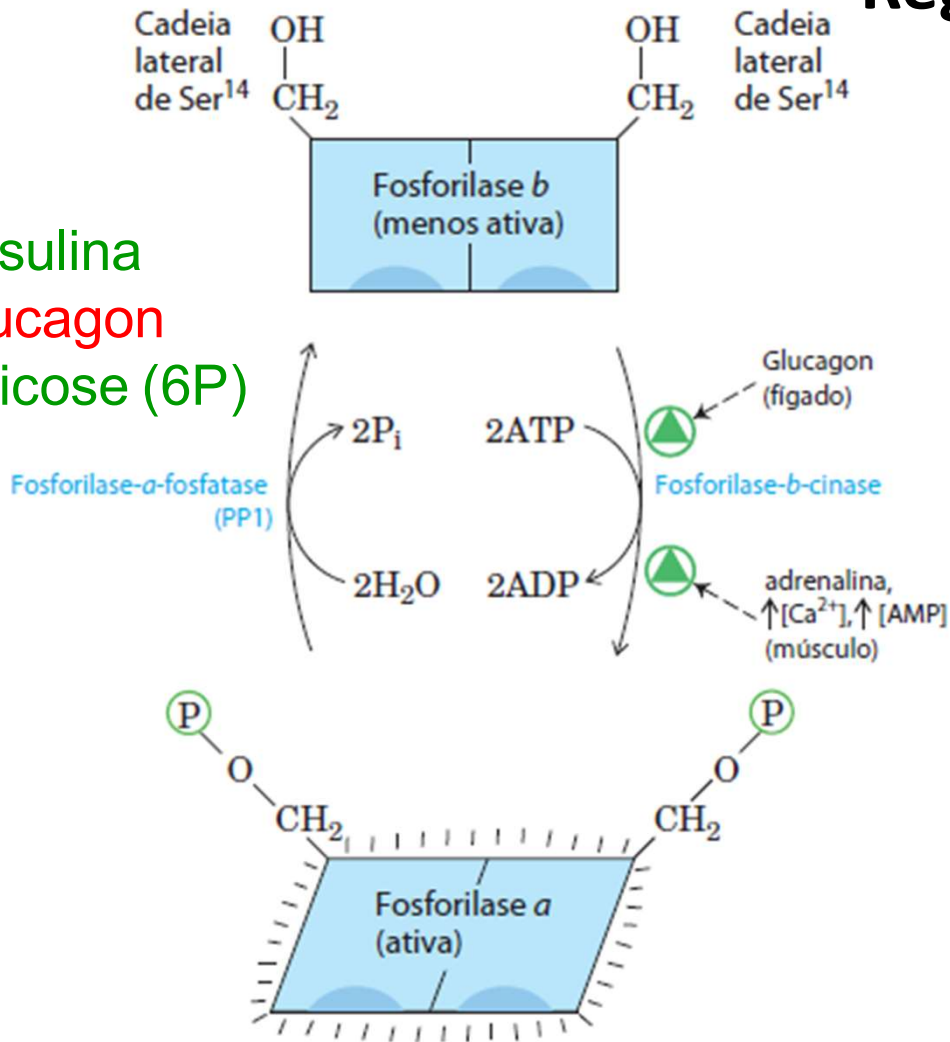 Reg
Cadeia
lateral
de Ser14
OH
CH2
OH
CH2
Cadeia
lateral
de Ser14
Fosforilase b
(menos ativa)
sulina
ucagon
icose (6P)
Glucagon
(fígado)
2Pi
2ATP
Fosforilase-a-fosfatase
(PP1)
Fosforilase-b-cinase
2H2O
2ADP
adrenalina,
↑[Ca2+],↑ [AMP]
(músculo)
P
O
CH2
P
O
CH2
Fosforilase a
(ativa)